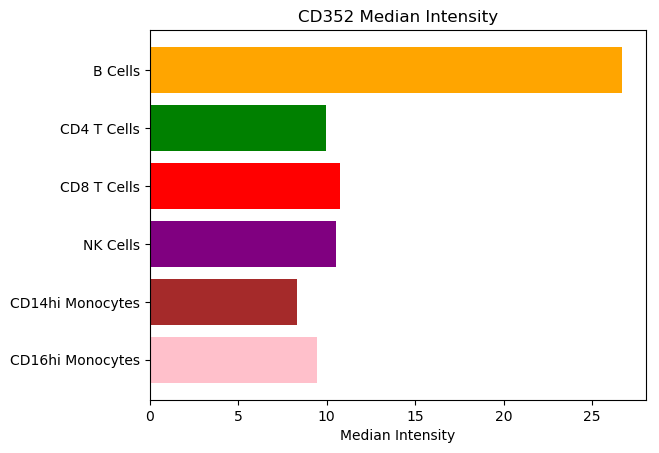 CD352 Median Intensity
B Cells
CD4 T Cells
CD8 T Cells
NK Cells
CD14hi Monocytes
CD16hi Monocytes
0 5 10 15 20 25
Median Intensity